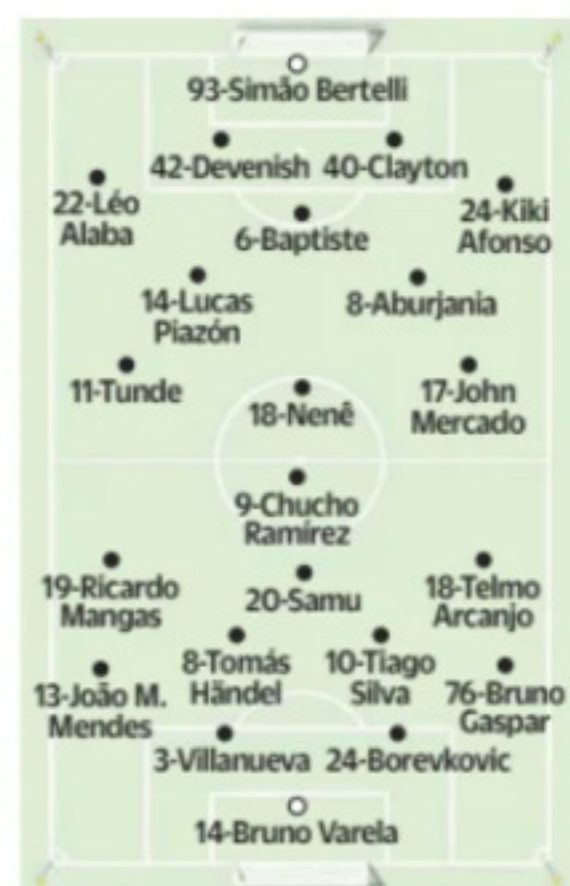 93-Simão Bertelli
42-Devenish 40-Clayton
22-Léo
Alaba
6-Baptiste
24-Kiki
Afonso
14-Lucas
Piazón
8-Aburjania
11-Tunde
18-Nenê
17-John
Mercado
9-Chucho
Ramírez
19-Ricardo
Mangas
20-Samu
18-Telmo
Arcanjo
8-Tomás
Händel
10-Tiago
Silva
13-João M.
Mendes
76-Bruno
Gaspar
3-Villanueva 24-Borevkovic
14-Bruno Varela